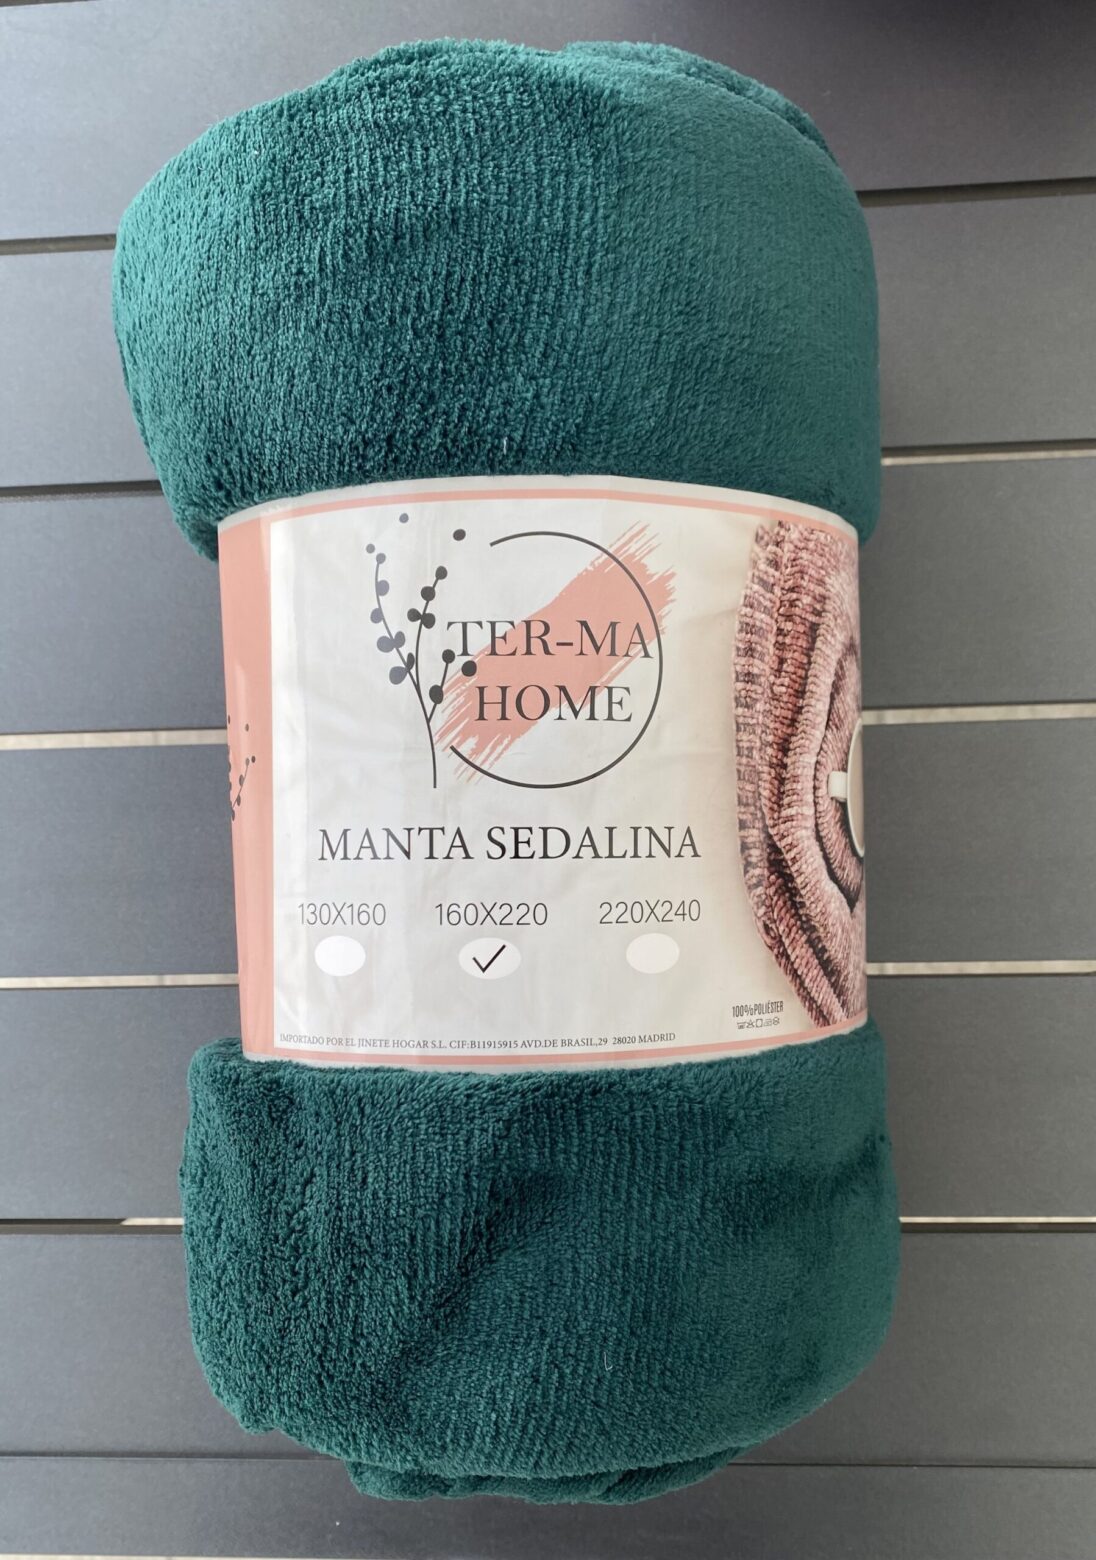 TER-MA
HOME
MANTA SEDALINA
130X160 160X220 220X240
100%POLIÉSTER
IMPORTADO POR EL JINETE HOGAR S.L. CIF:B11915915 AVD.DE BRASIL,29 28020 MADRID